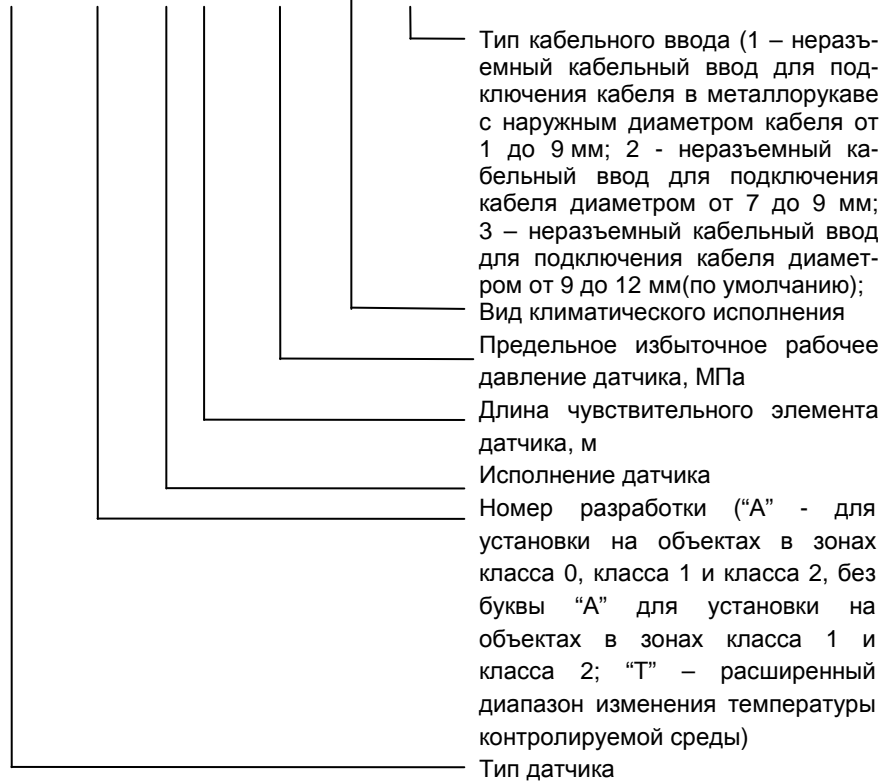 Тип кабельного ввода (1 – неразъ-
емный кабельный ввод для под-
ключения кабеля в металлорукаве
с наружным диаметром кабеля от
1 до 9 мм; 2 - неразъемный ка-
бельный ввод для подключения
кабеля диаметром от 7 до 9 мм;
3 – неразъемный кабельный ввод
для подключения кабеля диамет-
ром от 9 до 12 мм(по умолчанию);
Вид климатического исполнения
Предельное избыточное рабочее
давление датчика, МПа
Длина чувствительного элемента
датчика, м
Исполнение датчика
Номер разработки (“А” - для
установки на объектах в зонах
класса 0, класса 1 и класса 2, без
буквы “А” для установки на
объектах в зонах класса 1 и
класса 2; “Т” – расширенный
диапазон изменения температуры
контролируемой среды)
Тип датчика